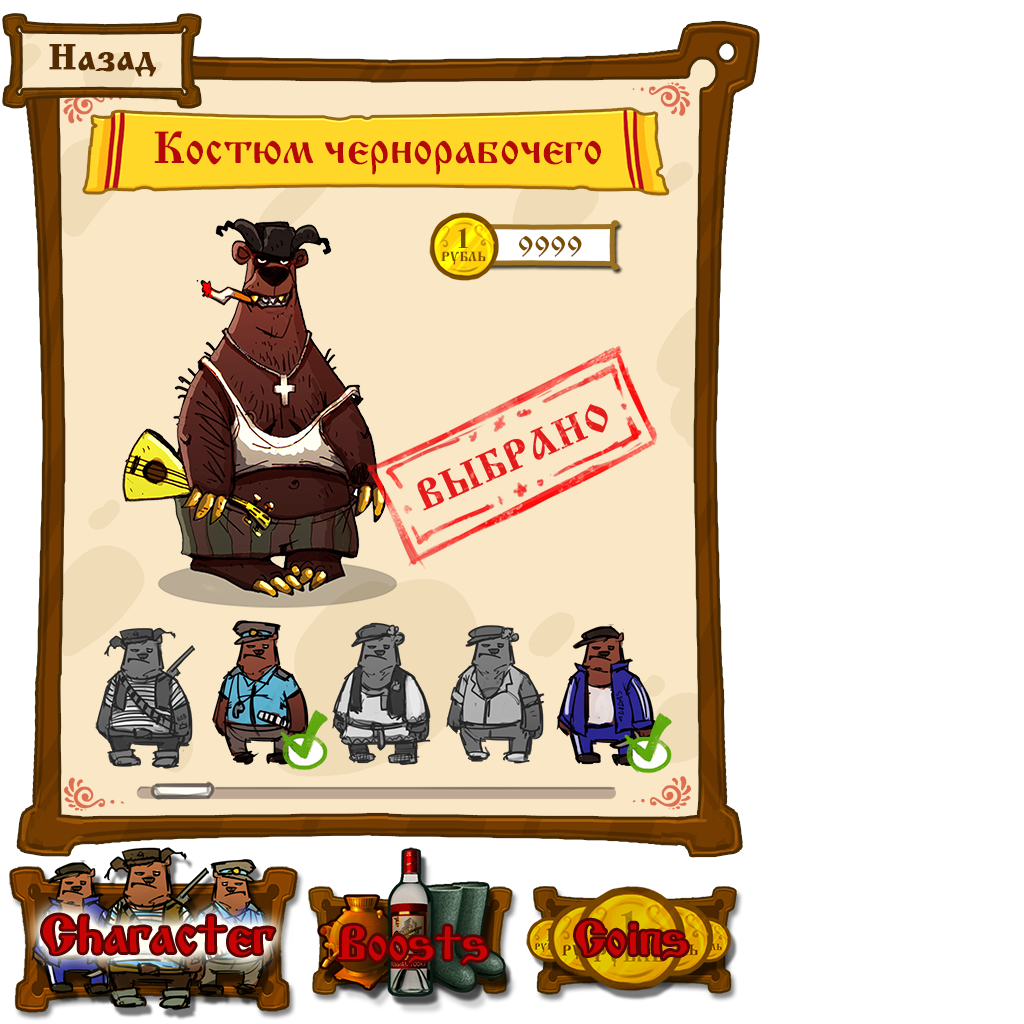 Назад
Костюм чернорабочего
1
РУБЛЬ
9999
ВЫБРАНО
Character
Boosts
Coins